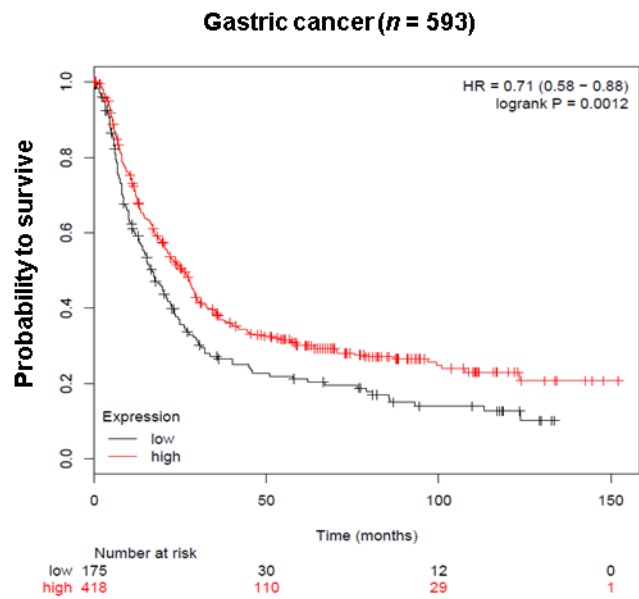 Gastric cancer (n = 593)
HR = 0.71 (0.58 − 0.88)
logrank P = 0.0012
Probability to survive
1.0
0.8
0.6
0.4
0.2
0.0
Expression
low
high
0 50 100 150
Time (months)
Number at risk
low 175 30 12 0
high 418 110 29 1